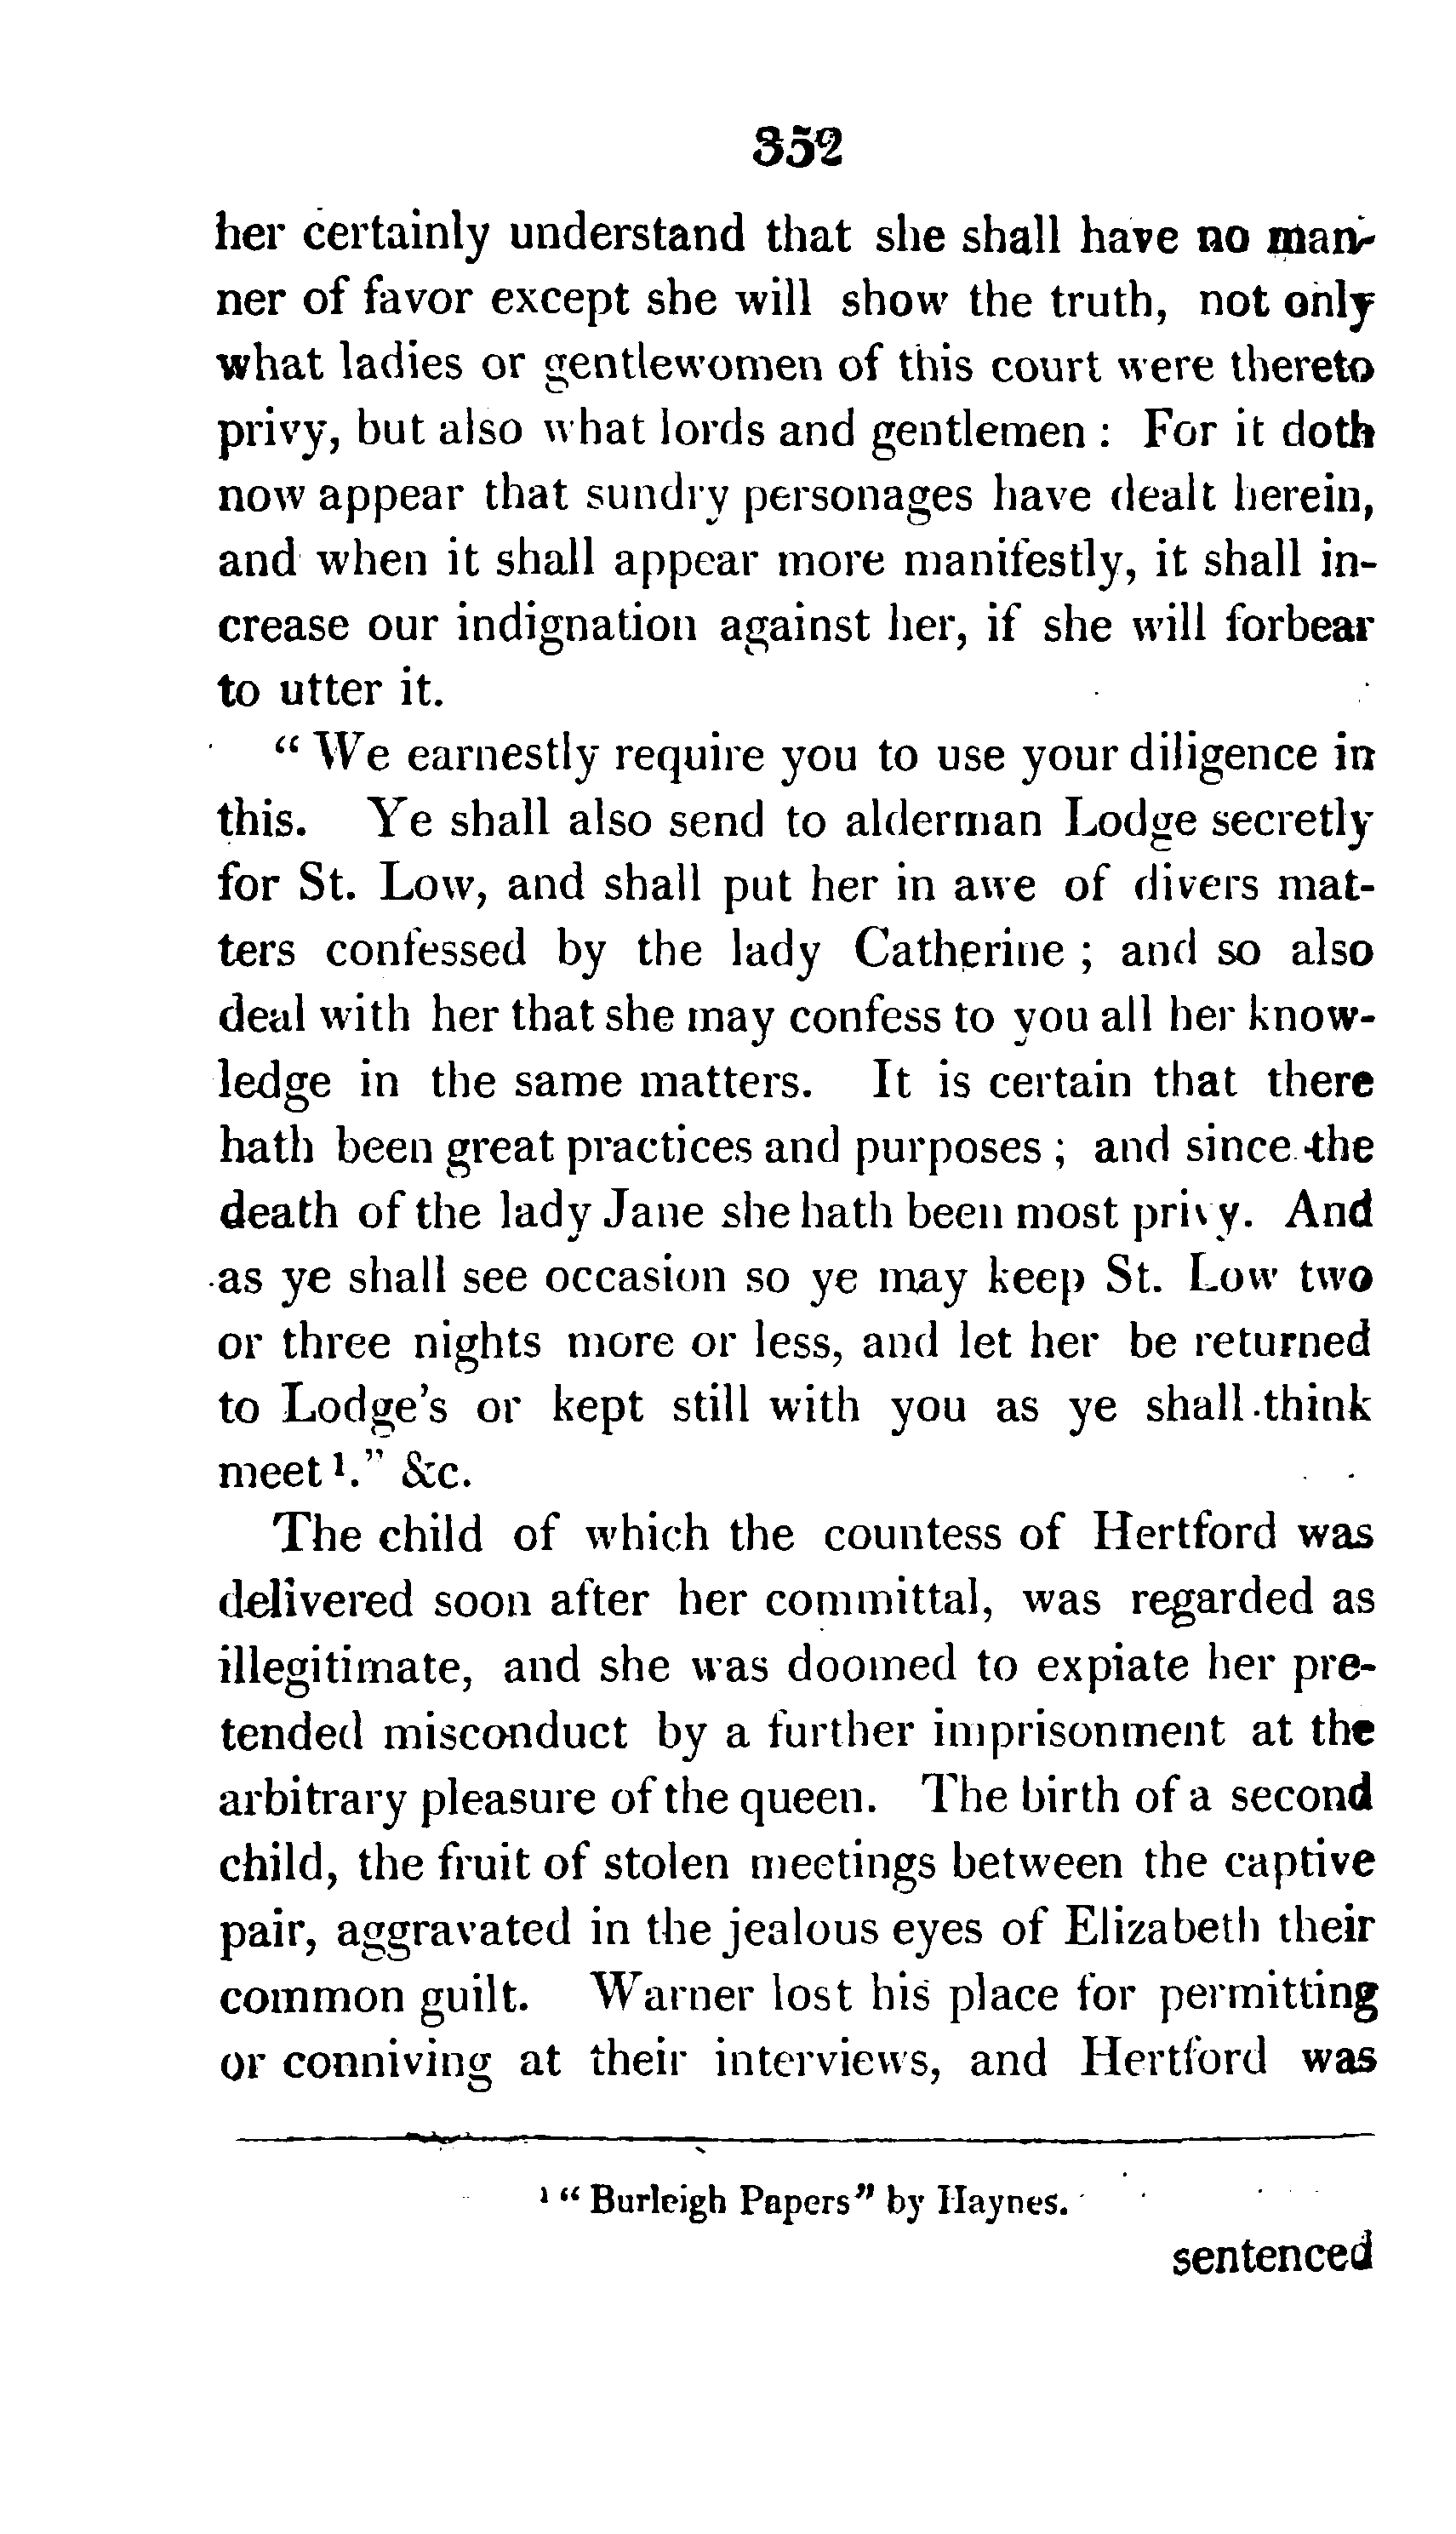 352
her certainly understand that she shall have no man-
ner of favor except she will show the truth, not only
what ladies or gentlewomen of this court were thereto
privy, but also what lords and gentlemen : For it doth
now appear that sundry personages have dealt herein,
and when it shall appear more manifestly, it shall in-
crease our indignation against her, if she will forbear
to utter it.
“ We earnestly require you to use your diligence in
this. Ye shall also send to alderman Lodge secretly
for St. Low, and shall put her in awe of divers mat-
ters confessed by the lady Catherine ; and so also
deal with her that she may confess to you all her know-
ledge in the same matters. It is certain that there
hath been great practices and purposes ; and since the
death of the lady Jane she hath been most privy. And
as ye shall see occasion so ye may keep St. Low two
or three nights more or less, and let her be returned
to Lodge's or kept still with you as ye shall think
meet ¹.” &c.
The child of which the countess of Hertford was
delivered soon after her committal, was regarded as
illegitimate, and she was doomed to expiate her pre-
tended misconduct by a further imprisonment at the
arbitrary pleasure of the queen. The birth of a second
child, the fruit of stolen meetings between the captive
pair, aggravated in the jealous eyes of Elizabeth their
common guilt. Warner lost his place for permitting
or conniving at their interviews, and Hertford was
¹ “ Burleigh Papers” by Haynes.
sentenced